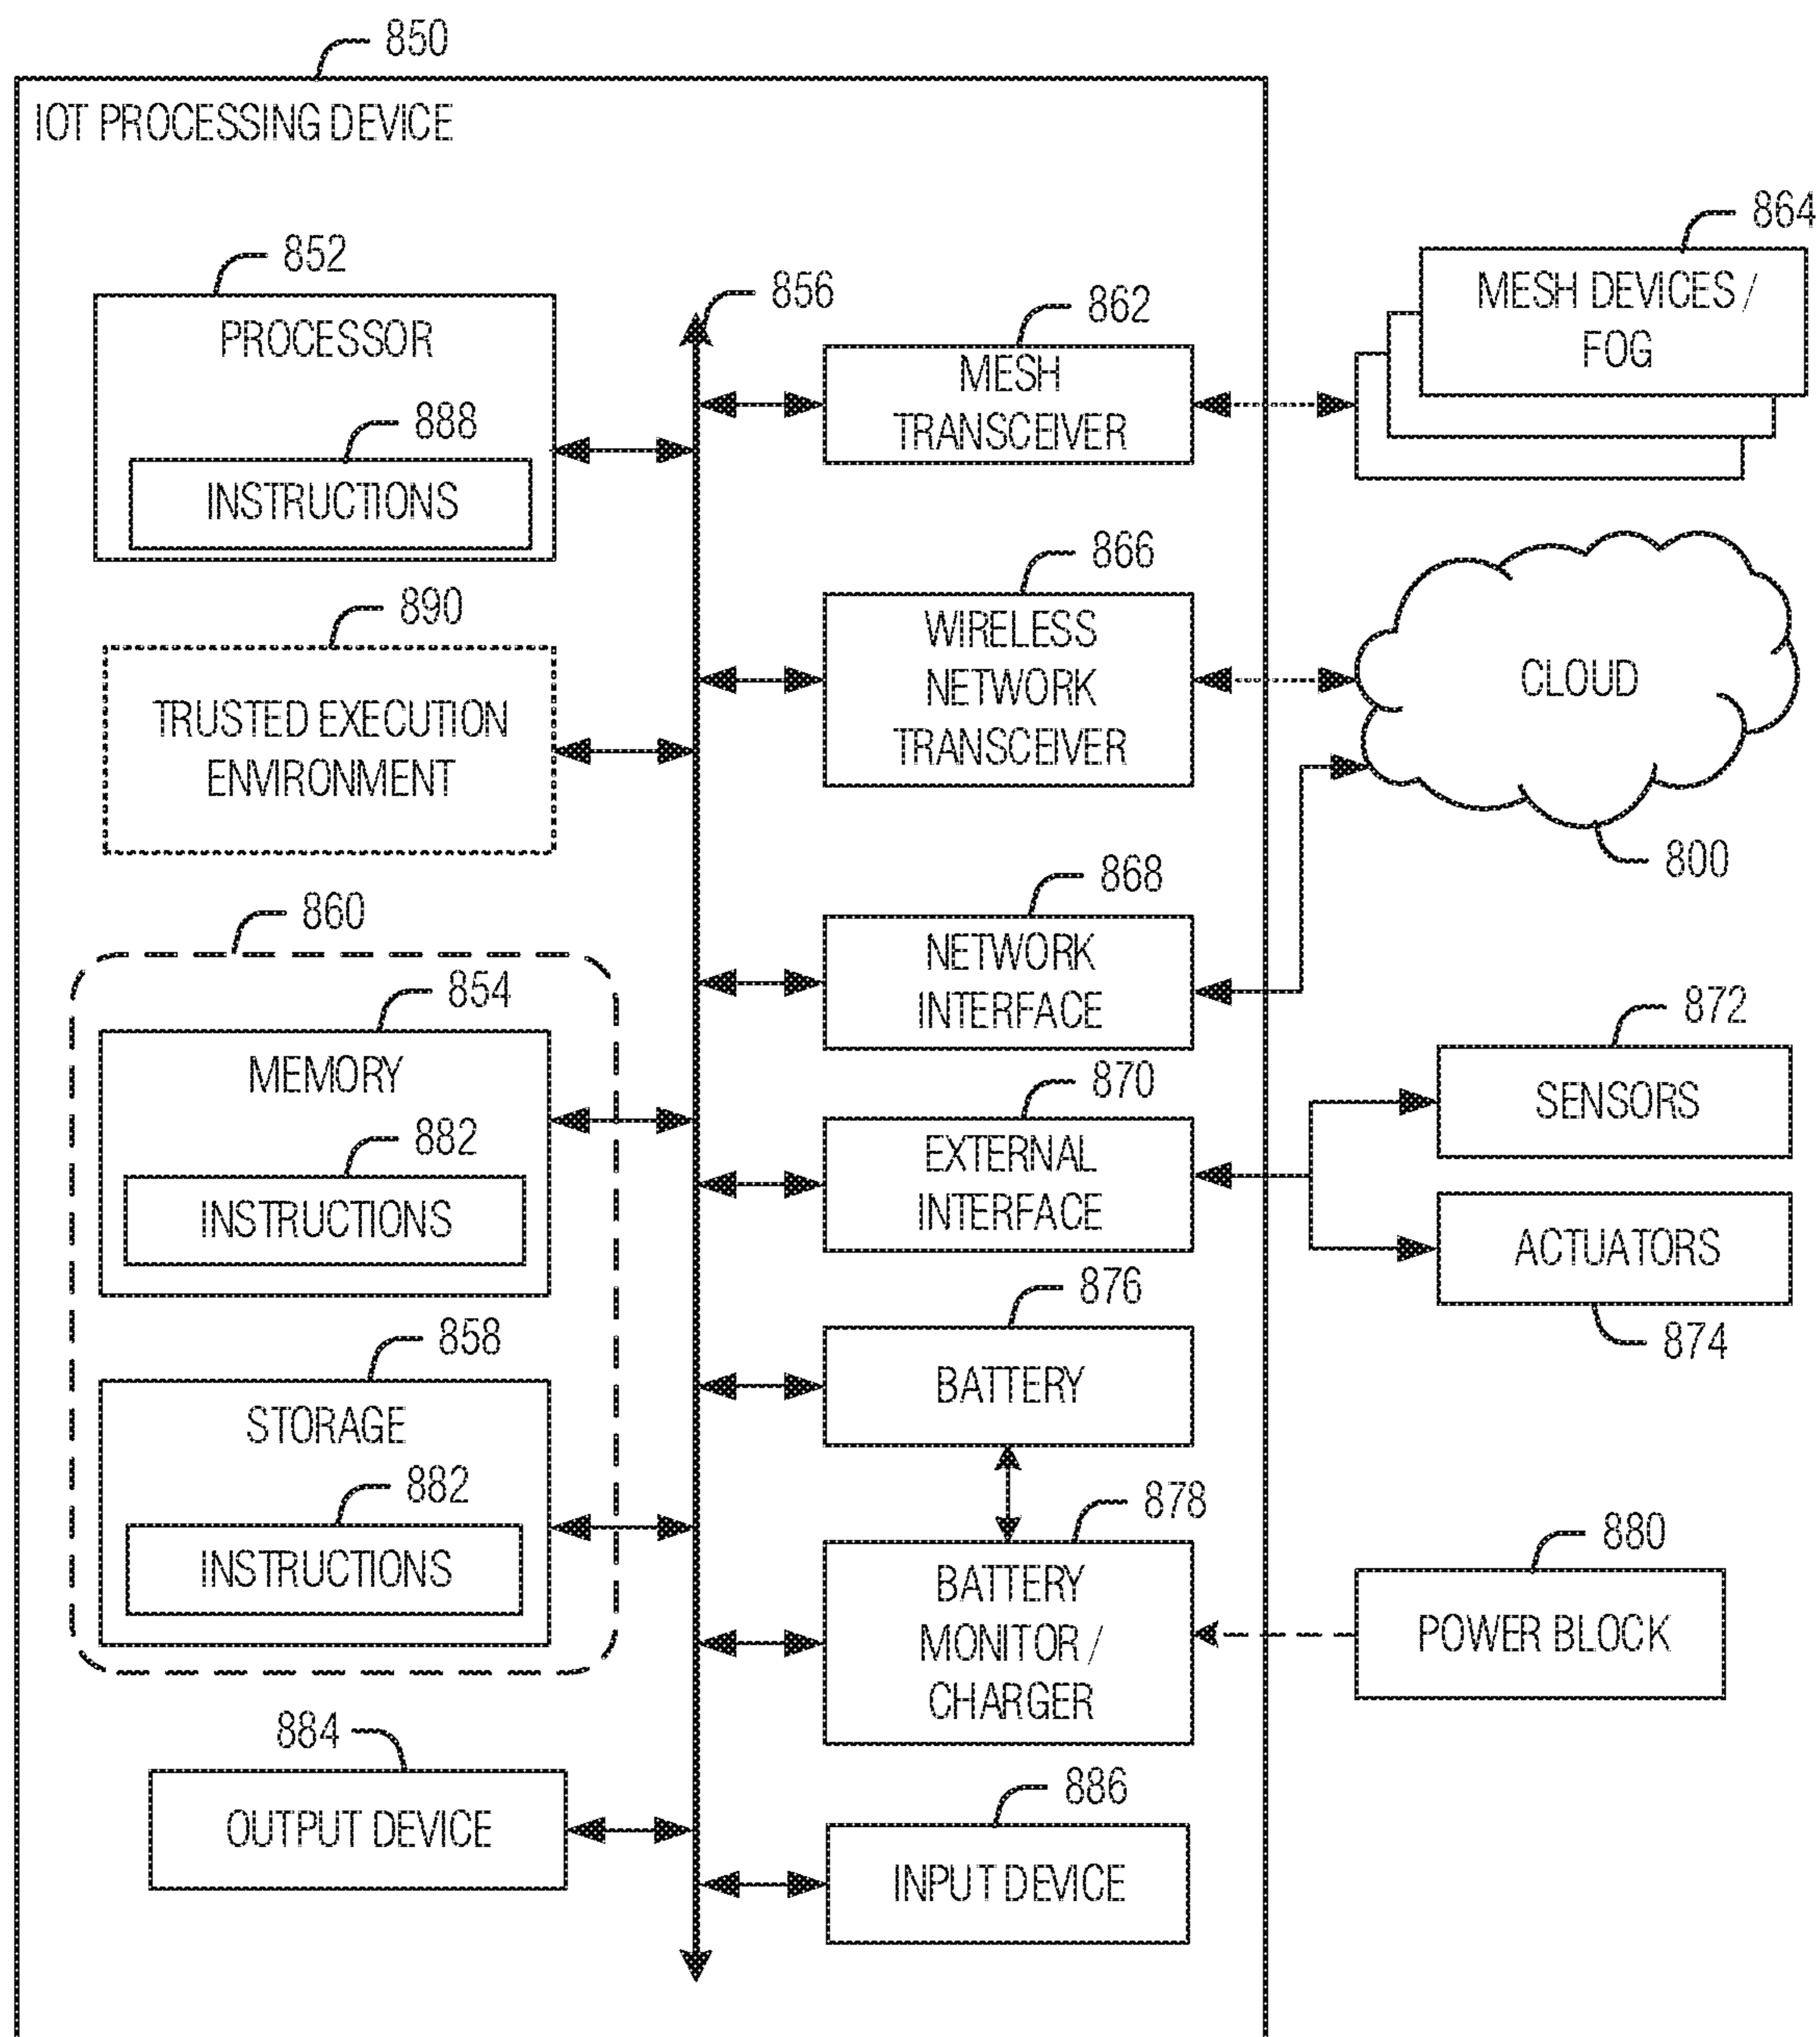 850
IOT PROCESSING DEVICE
852
PROCESSOR
888
INSTRUCTIONS
890
TRUSTED EXECUTION
ENVIRONMENT
860
854
MEMORY
882
INSTRUCTIONS
858
STORAGE
882
INSTRUCTIONS
884
OUTPUT DEVICE
856
862
MESH
TRANSCEIVER
866
WIRELESS
NETWORK
TRANSCEIVER
868
NETWORK
INTERFACE
870
EXTERNAL
INTERFACE
876
BATTERY
878
BATTERY
MONITOR /
CHARGER
886
INPUT DEVICE
864
MESH DEVICES /
FOG
CLOUD
800
872
SENSORS
ACTUATORS
874
880
POWER BLOCK